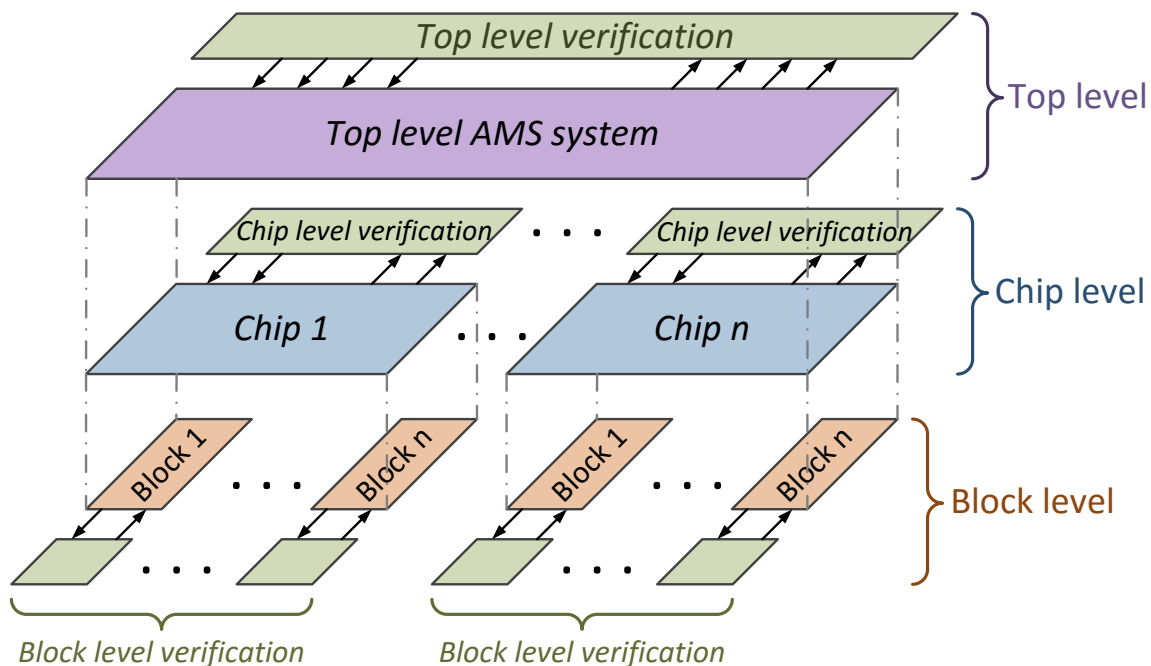 Top level verification
Top level
Top level AMS system
Chip level verification
Chip level verification
Chip level
Chip 1
Chip n
Block 1
Block n
Block 1
Block n
Block level
Block level verification
Block level verification